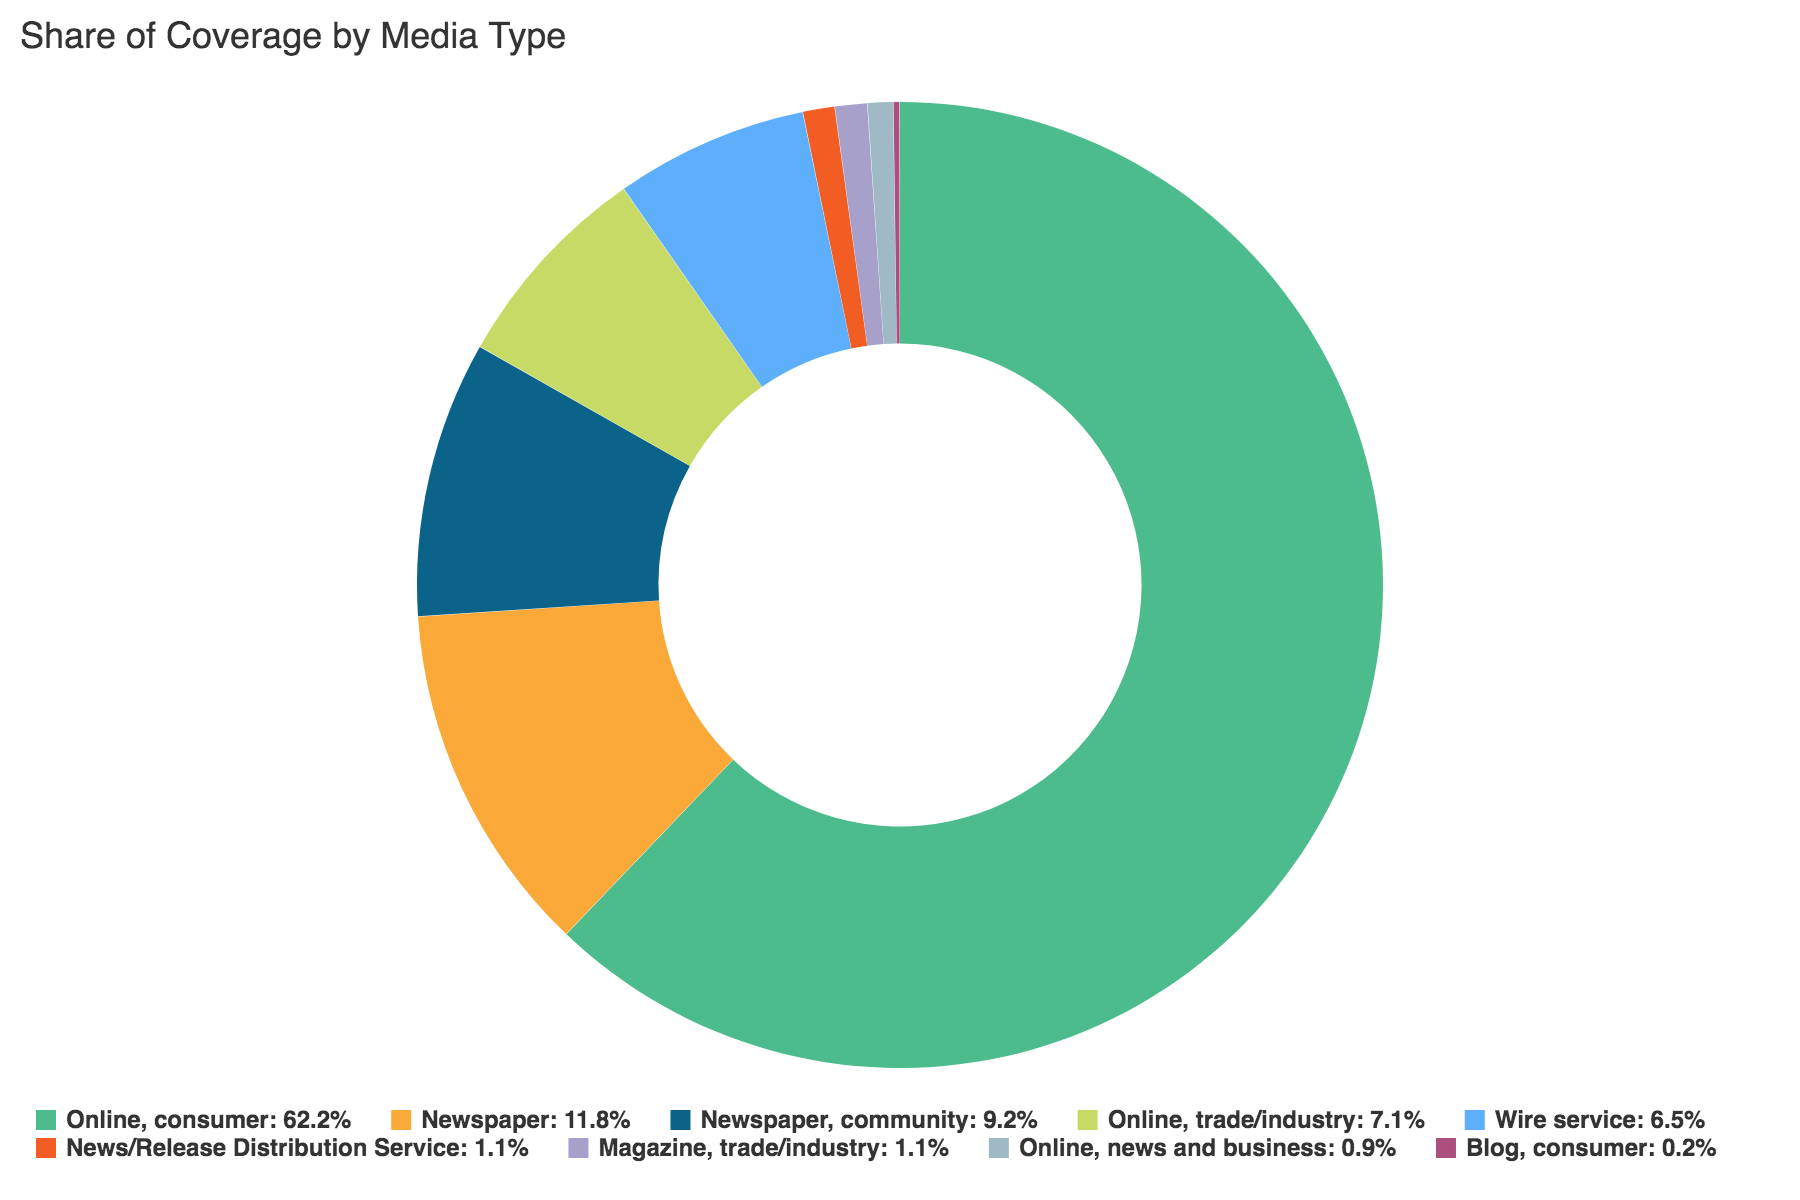 Share of Coverage by Media Type
Online, consumer: 62.2% Newspaper: 11.8% Newspaper, community: 9.2% Online, trade/industry: 7.1% Wire service: 6.5%
News/Release Distribution Service: 1.1% Magazine, trade/industry: 1.1% Online, news and business: 0.9% Blog, consumer: 0.2%